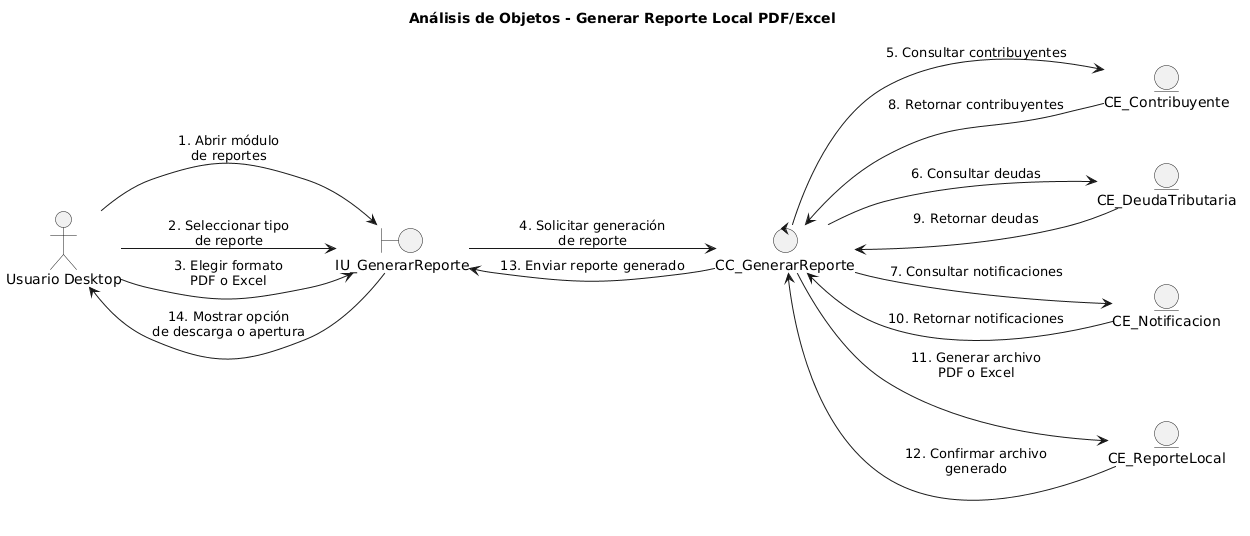 Análisis de Objetos - Generar Reporte Local PDF/Excel
5. Consultar contribuyentes
CE_Contribuyente
8. Retornar contribuyentes
1. Abrir módulo
de reportes
6. Consultar deudas
CE_DeudaTributaria
9. Retornar deudas
2. Seleccionar tipo
de reporte
4. Solicitar generación
de reporte
Usuario Desktop
3. Elegir formato
PDF o Excel
IU_GenerarReporte
13. Enviar reporte generado
CC_GenerarReporte
7. Consultar notificaciones
14. Mostrar opción
de descarga o apertura
10. Retornar notificaciones
CE_Notificacion
11. Generar archivo
PDF o Excel
12. Confirmar archivo
generado
CE_ReporteLocal